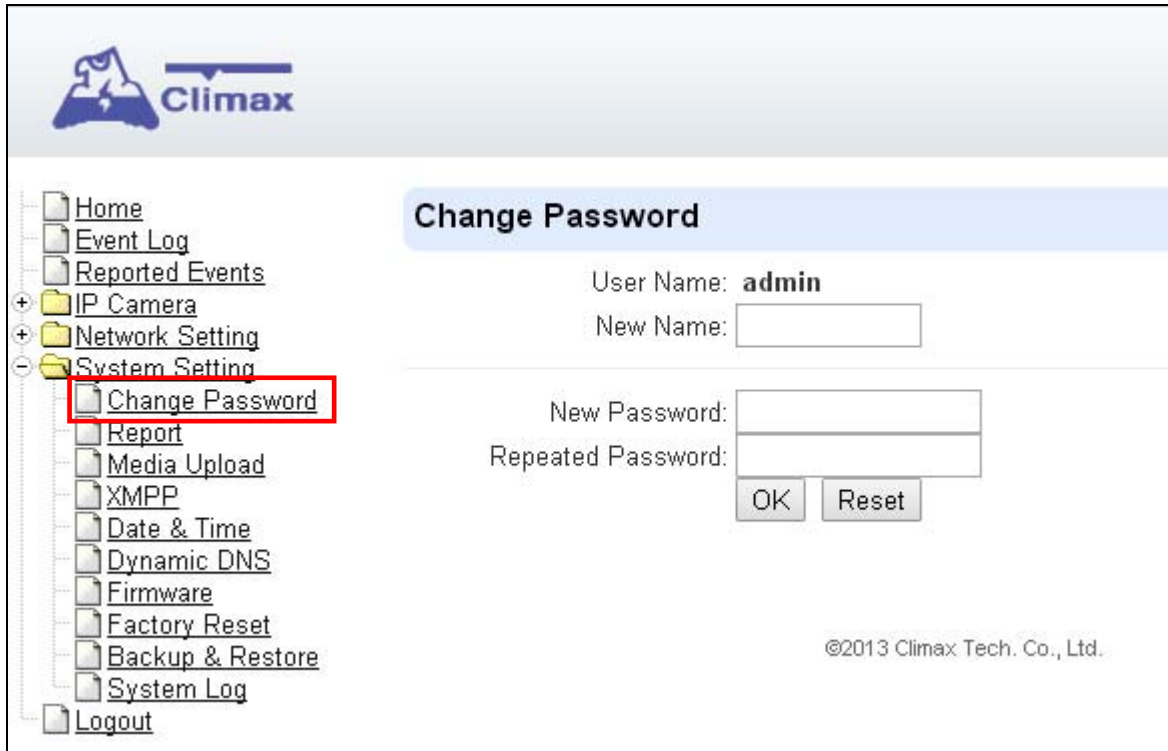 Climax
Home
Event Log
Reported Events
IP Camera
Network Setting
System Setting
Change Password
Report
Media Upload
XMPP
Date & Time
Dynamic DNS
Firmware
Factory Reset
Backup & Restore
System Log
Logout
Change Password
User Name: admin
New Name:
New Password:
Repeated Password:
OK Reset
©2013 Climax Tech. Co., Ltd.